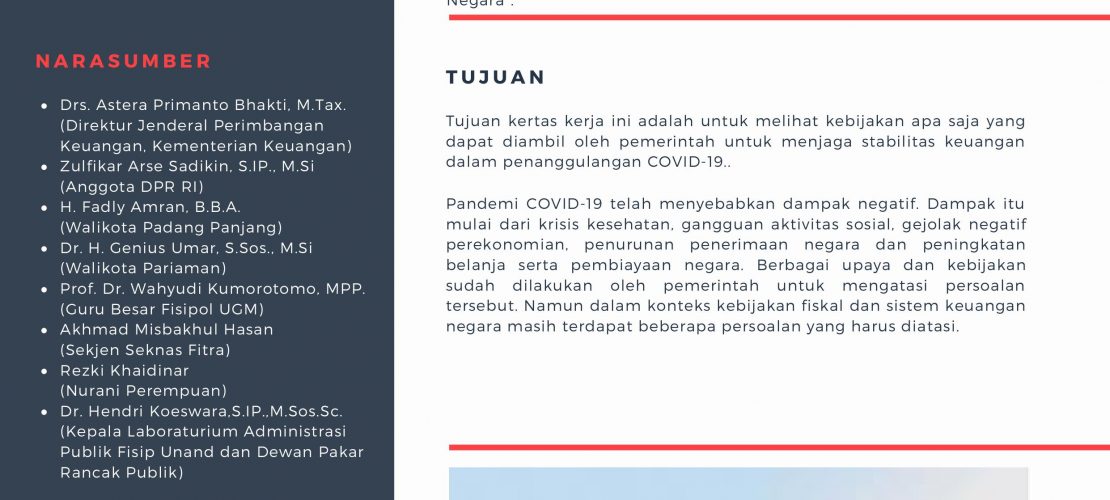 NARASUMBER
Drs. Astera Primanto Bhakti, M.Tax.
(Direktur Jenderal Perimbangan
Keuangan, Kementerian Keuangan)
Zulfikar Arse Sadikin, S.IP., M.Si
(Anggota DPR RI)
H. Fadly Amran, B.B.A.
(Walikota Padang Panjang)
Dr. H. Genius Umar, S.Sos., M.Si
(Walikota Pariaman)
Prof. Dr. Wahyudi Kumorotomo, MPP.
(Guru Besar Fisipol UGM)
Akhmad Misbakhul Hasan
(Sekjen Seknas Fitra)
Rezki Khaidinar
(Nurani Perempuan)
Dr. Hendri Koeswara,S.IP.,M.Sos.Sc.
(Kepala Laboraturium Administrasi
Publik Fisip Unand dan Dewan Pakar
Rancak Publik)
Negara".
TUJUAN
Tujuan kertas kerja ini adalah untuk melihat kebijakan apa saja yang
dapat diambil oleh pemerintah untuk menjaga stabilitas keuangan
dalam penanggulangan COVID-19..
Pandemi COVID-19 telah menyebabkan dampak negatif. Dampak itu
mulai dari krisis kesehatan, gangguan aktivitas sosial, gejolak negatif
perekonomian, penurunan penerimaan negara dan peningkatan
belanja serta pembiayaan negara. Berbagai upaya dan kebijakan
sudah dilakukan oleh pemerintah untuk mengatasi persoalan
tersebut. Namun dalam konteks kebijakan fiskal dan sistem keuangan
negara masih terdapat beberapa persoalan yang harus diatasi.